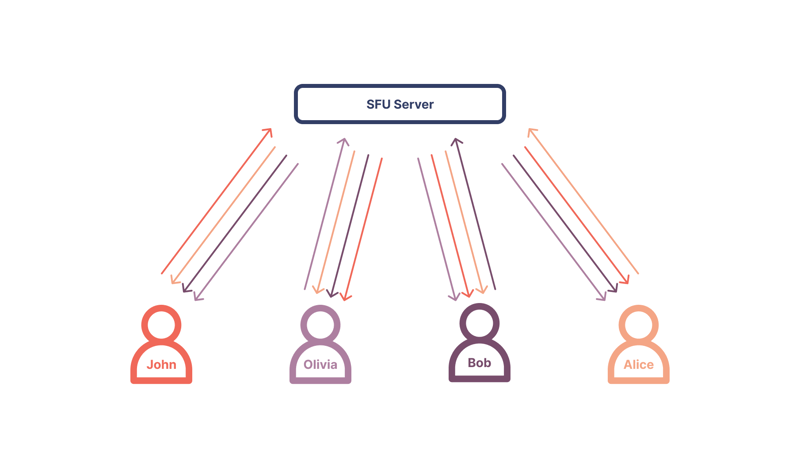 SFU Server
John
Olivia
Bob
Alice